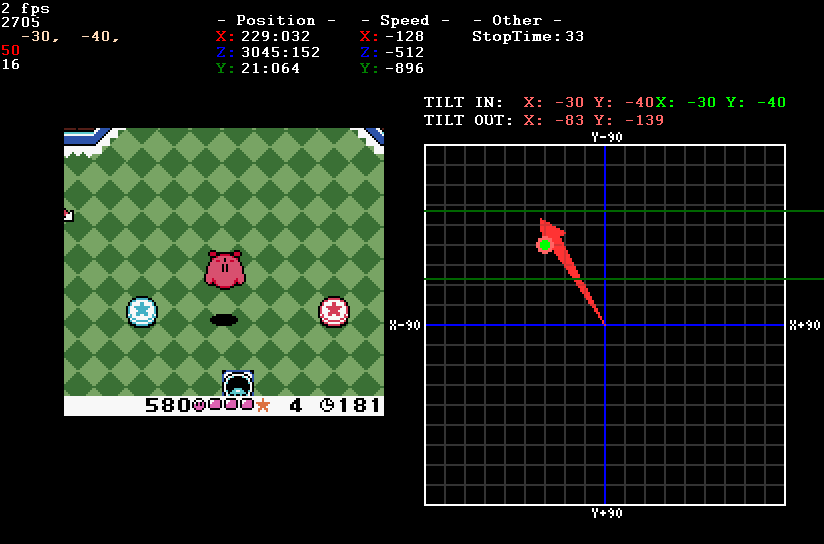 2 fps
2705
-30, -40,
50
16
- Position - - Speed - - Other -
X: 229:032 X: -128 StopTime:33
Z: 3045:152 Z: -512
Y: 21:064 Y: -896
TILT IN: X: -30 Y: -40X: -30 Y: -40
TILT OUT: X: -83 Y: -139
Y-90
X-90 X+90
580 4 181
Y+90